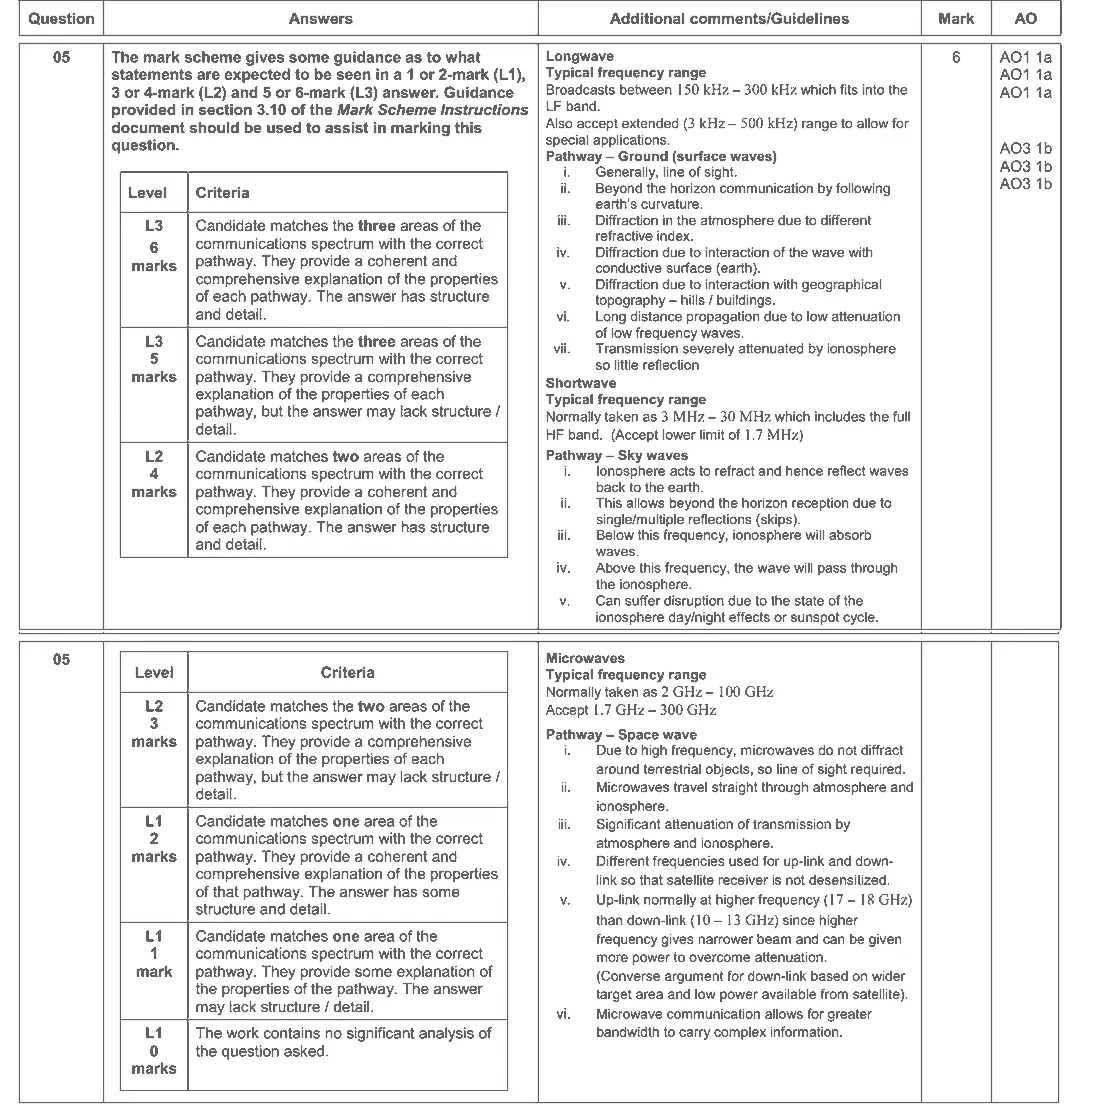 Question Answers Additional comments/Guidelines Mark AO
05
The mark scheme gives some guidance as to what
statements are expected to be seen in a 1 or 2-mark (L1),
3 or 4-mark (L2) and 5 or 6-mark (L3) answer. Guidance
provided in section 3.10 of the Mark Scheme Instructions
document should be used to assist in marking this
question.
Level Criteria
L3
6
marks
Candidate matches the three areas of the
communications spectrum with the correct
pathway. They provide a coherent and
comprehensive explanation of the properties
of each pathway. The answer has structure
and detail.
L3
5
marks
Candidate matches the three areas of the
communications spectrum with the correct
pathway. They provide a comprehensive
explanation of the properties of each
pathway, but the answer may lack structure /
detail.
L2
4
marks
Candidate matches two areas of the
communications spectrum with the correct
pathway. They provide a coherent and
comprehensive explanation of the properties
of each pathway. The answer has structure
and detail.
Longwave
Typical frequency range
Broadcasts between 150 kHz – 300 kHz which fits into the
LF band.
Also accept extended (3 kHz – 500 kHz) range to allow for
special applications.
Pathway – Ground (surface waves)
i. Generally, line of sight.
ii. Beyond the horizon communication by following
earth's curvature.
iii. Diffraction in the atmosphere due to different
refractive index.
iv. Diffraction due to interaction of the wave with
conductive surface (earth).
v. Diffraction due to interaction with geographical
topography – hills / buildings.
vi. Long distance propagation due to low attenuation
of low frequency waves.
vii. Transmission severely attenuated by ionosphere
so little reflection
Shortwave
Typical frequency range
Normally taken as 3 MHz – 30 MHz which includes the full
HF band. (Accept lower limit of 1.7 MHz)
Pathway – Sky waves
i. Ionosphere acts to refract and hence reflect waves
back to the earth.
ii. This allows beyond the horizon reception due to
single/multiple reflections (skips).
iii. Below this frequency, ionosphere will absorb
waves.
iv. Above this frequency, the wave will pass through
the ionosphere.
v. Can suffer disruption due to the state of the
ionosphere day/night effects or sunspot cycle.
6
AO1 1a
AO1 1a
AO1 1a
AO3 1b
AO3 1b
AO3 1b
05
Level Criteria
L2
3
marks
Candidate matches the two areas of the
communications spectrum with the correct
pathway. They provide a comprehensive
explanation of the properties of each
pathway, but the answer may lack structure /
detail.
L1
2
marks
Candidate matches one area of the
communications spectrum with the correct
pathway. They provide a coherent and
comprehensive explanation of the properties
of that pathway. The answer has some
structure and detail.
L1
1
mark
Candidate matches one area of the
communications spectrum with the correct
pathway. They provide some explanation of
the properties of the pathway. The answer
may lack structure / detail.
L1
0
marks
The work contains no significant analysis of
the question asked.
Microwaves
Typical frequency range
Normally taken as 2 GHz – 100 GHz
Accept 1.7 GHz – 300 GHz
Pathway – Space wave
i. Due to high frequency, microwaves do not diffract
around terrestrial objects, so line of sight required.
ii. Microwaves travel straight through atmosphere and
ionosphere.
iii. Significant attenuation of transmission by
atmosphere and ionosphere.
iv. Different frequencies used for up-link and down-
link so that satellite receiver is not desensitized.
v. Up-link normally at higher frequency (17 – 18 GHz)
than down-link (10 – 13 GHz) since higher
frequency gives narrower beam and can be given
more power to overcome attenuation.
(Converse argument for down-link based on wider
target area and low power available from satellite).
vi. Microwave communication allows for greater
bandwidth to carry complex information.